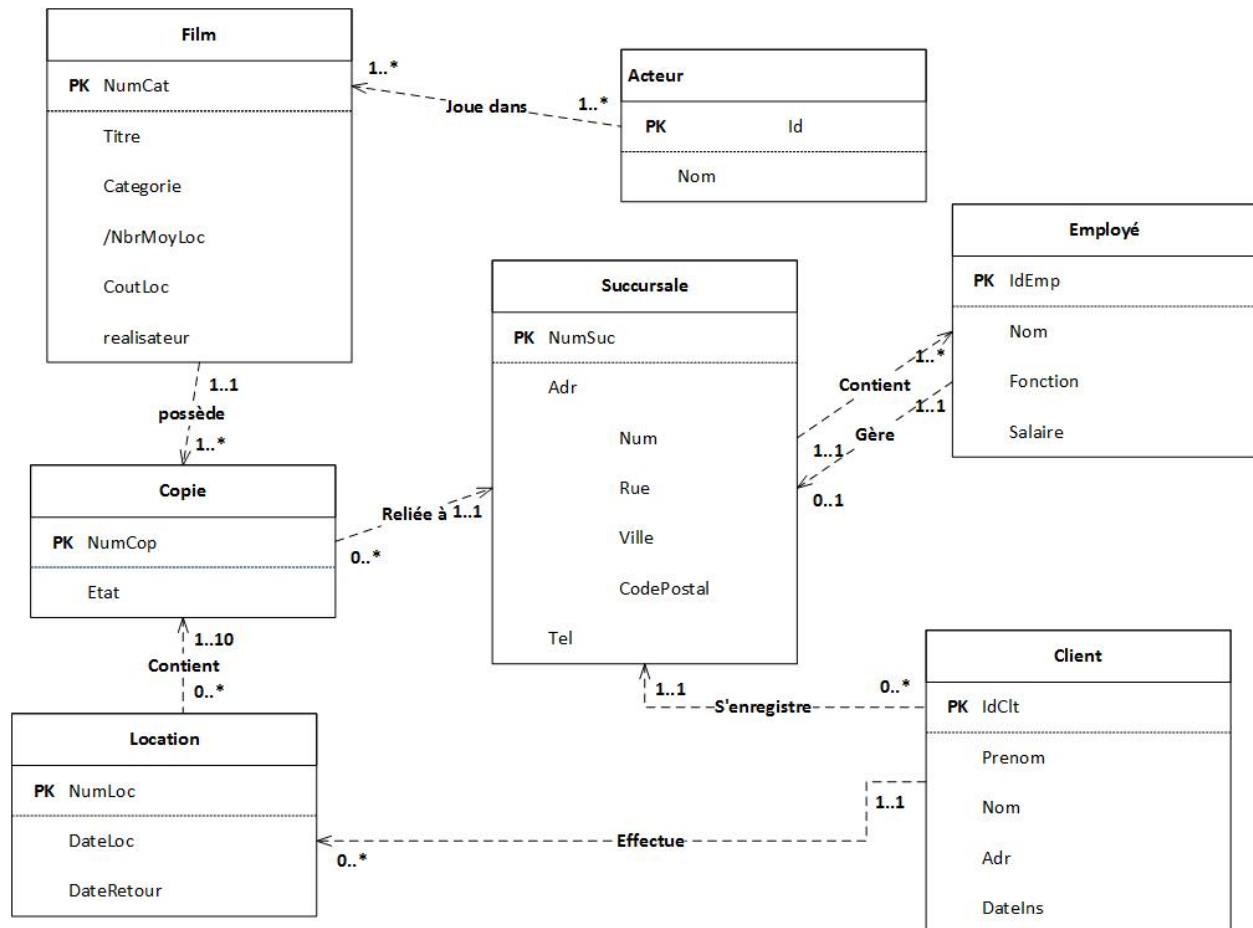 Film
PK NumCat
Titre
Categorie
/NbrMoyLoc
CoutLoc
realisateur
1..*
Joue dans
1..*
Acteur
PK Id
Nom
Employé
PK IdEmp
Nom
Fonction
Salaire
Succursale
PK NumSuc
Adr
Num
Rue
Ville
CodePostal
Tel
1..*
Contient
1..1
1..1
Gère
0..1
1..1
possède
1..*
Copie
PK NumCop
Etat
Reliée à 1..1
0..*
1..10
Contient
0..*
Location
PK NumLoc
DateLoc
DateRetour
1..1
S'enregistre
0..*
Client
PK IdClt
Prenom
Nom
Adr
DateIns
1..1
Effectue
0..*